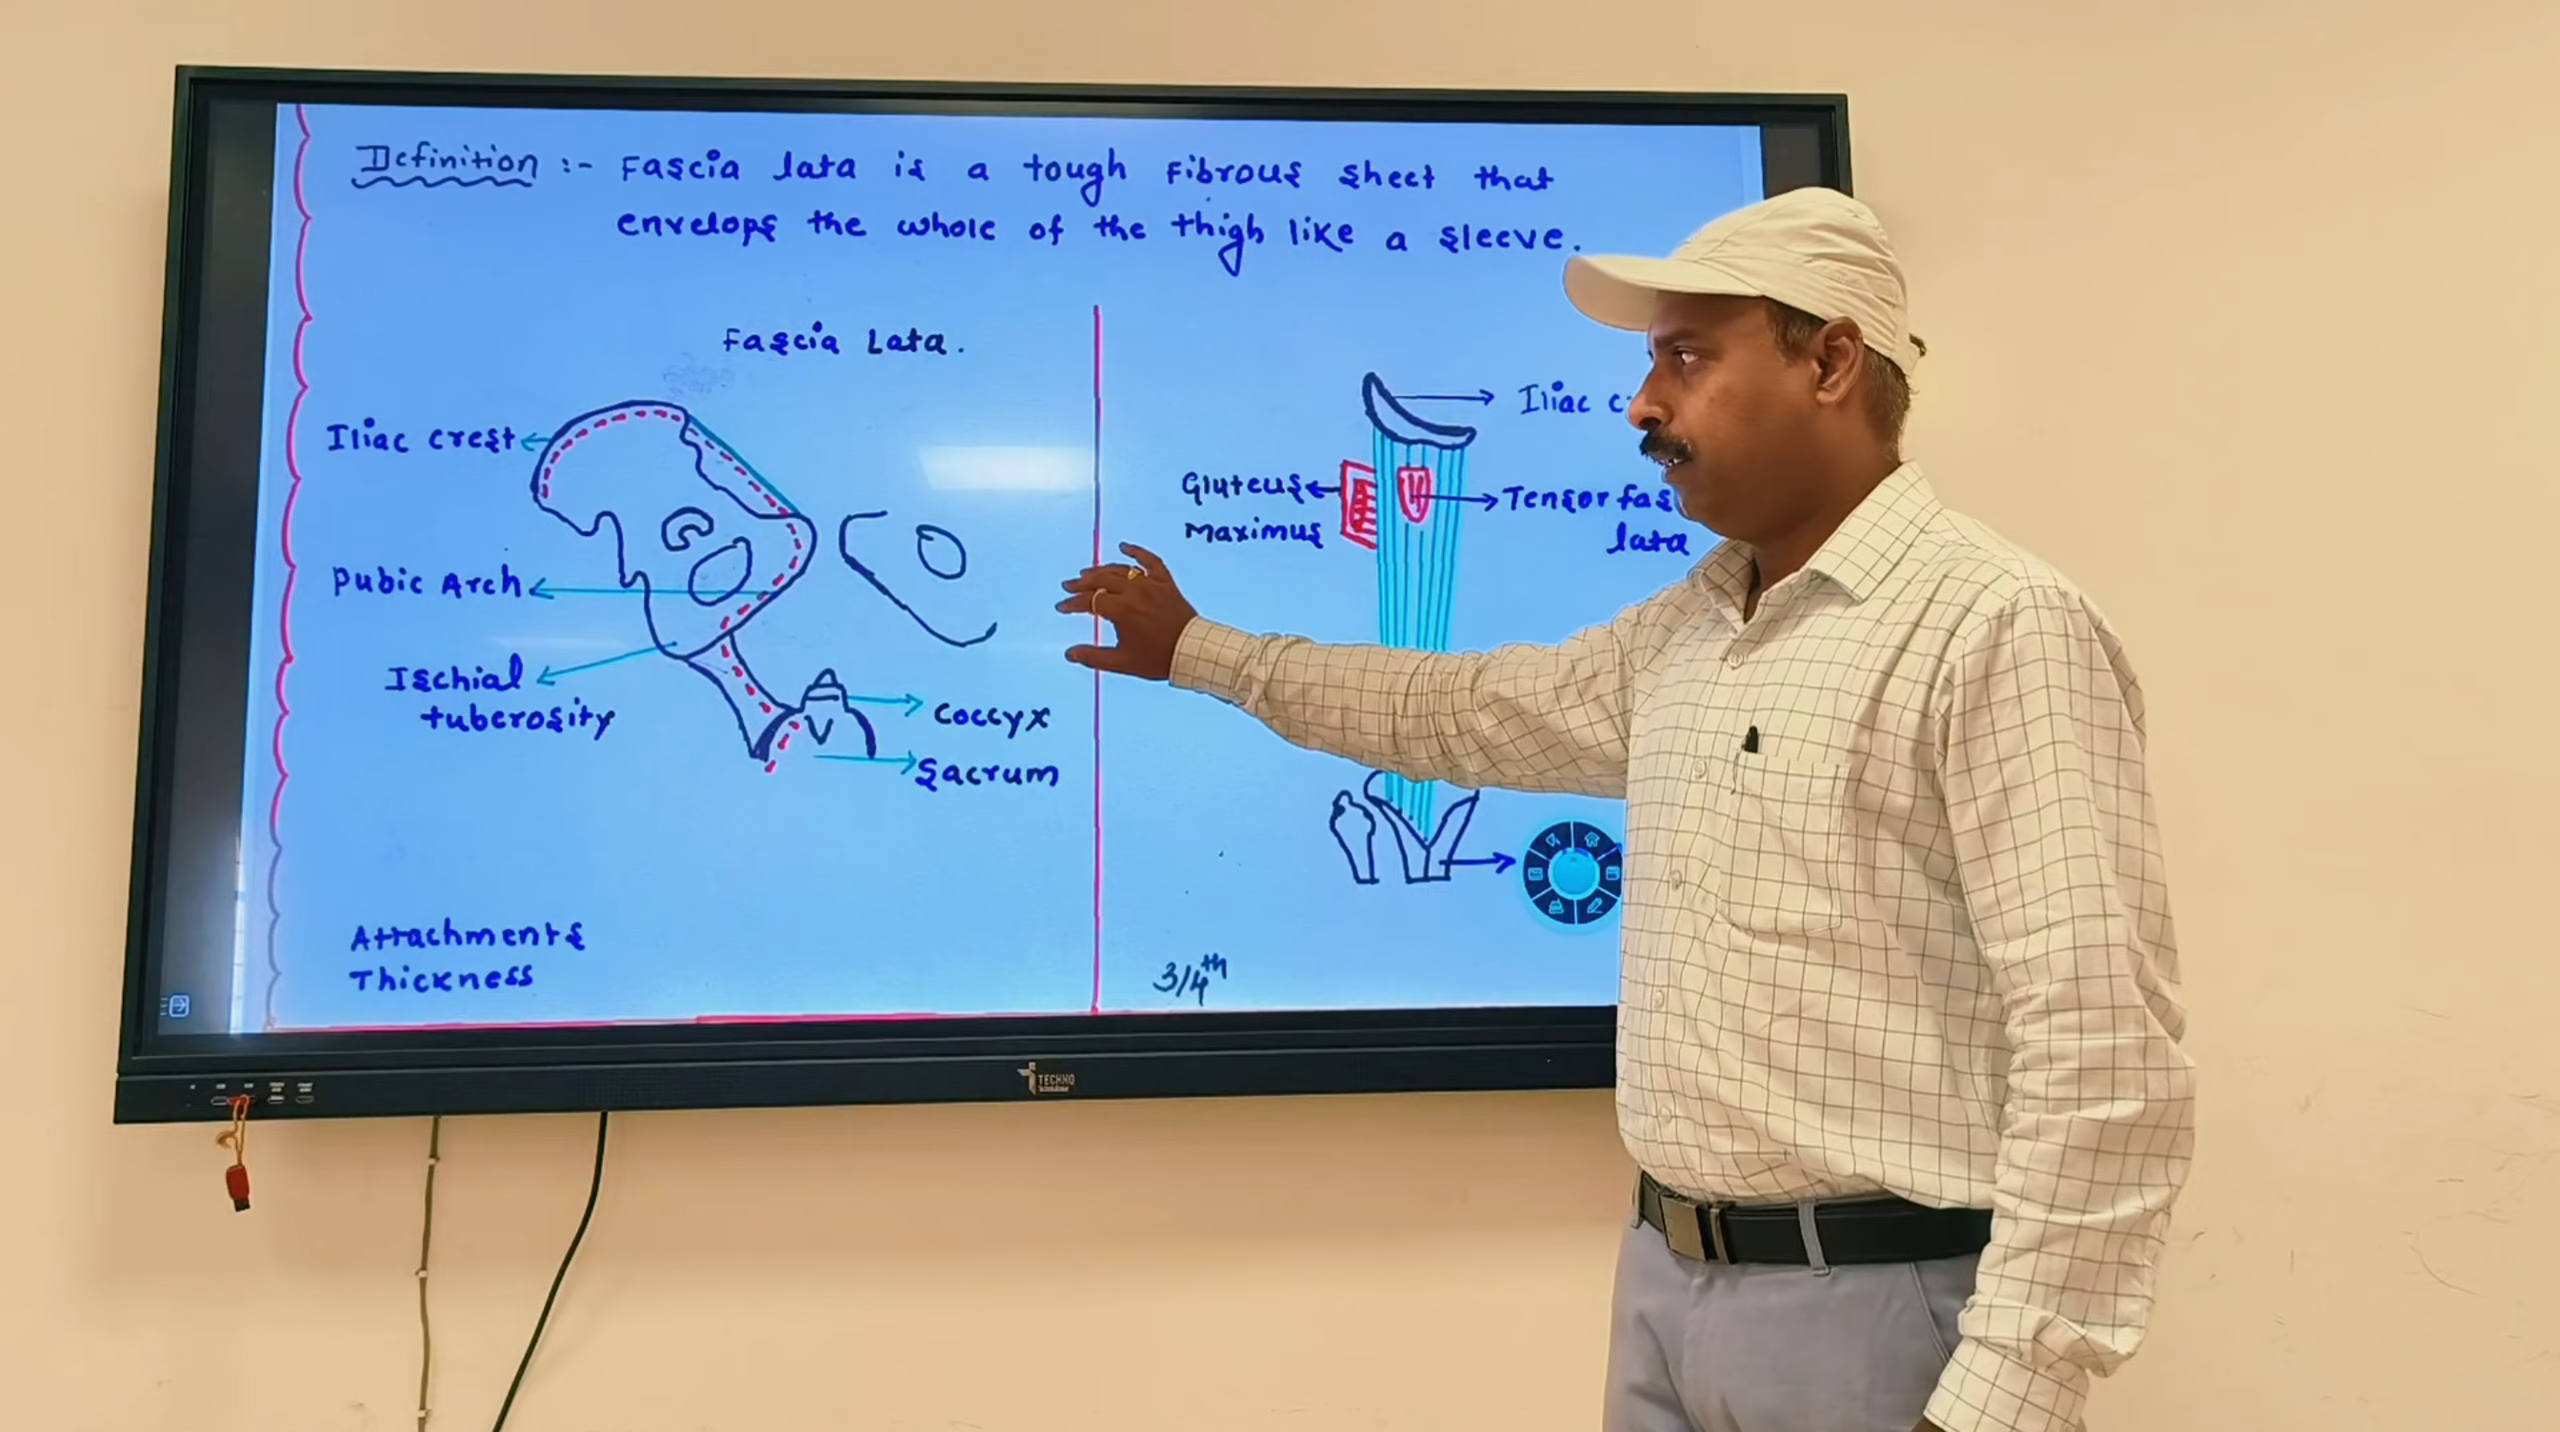 Definition :- Fascia lata is a tough fibrous sheet that
envelops the whole of the thigh like a sleeve.
Fascia Lata.
Iliac crest
Pubic Arch
Ischial
tuberosity
Coccyx
Sacrum
Attachments
Thickness
Iliac c
Gluteus
Maximus
Tensor fas
lata
3/4th
TECHNO